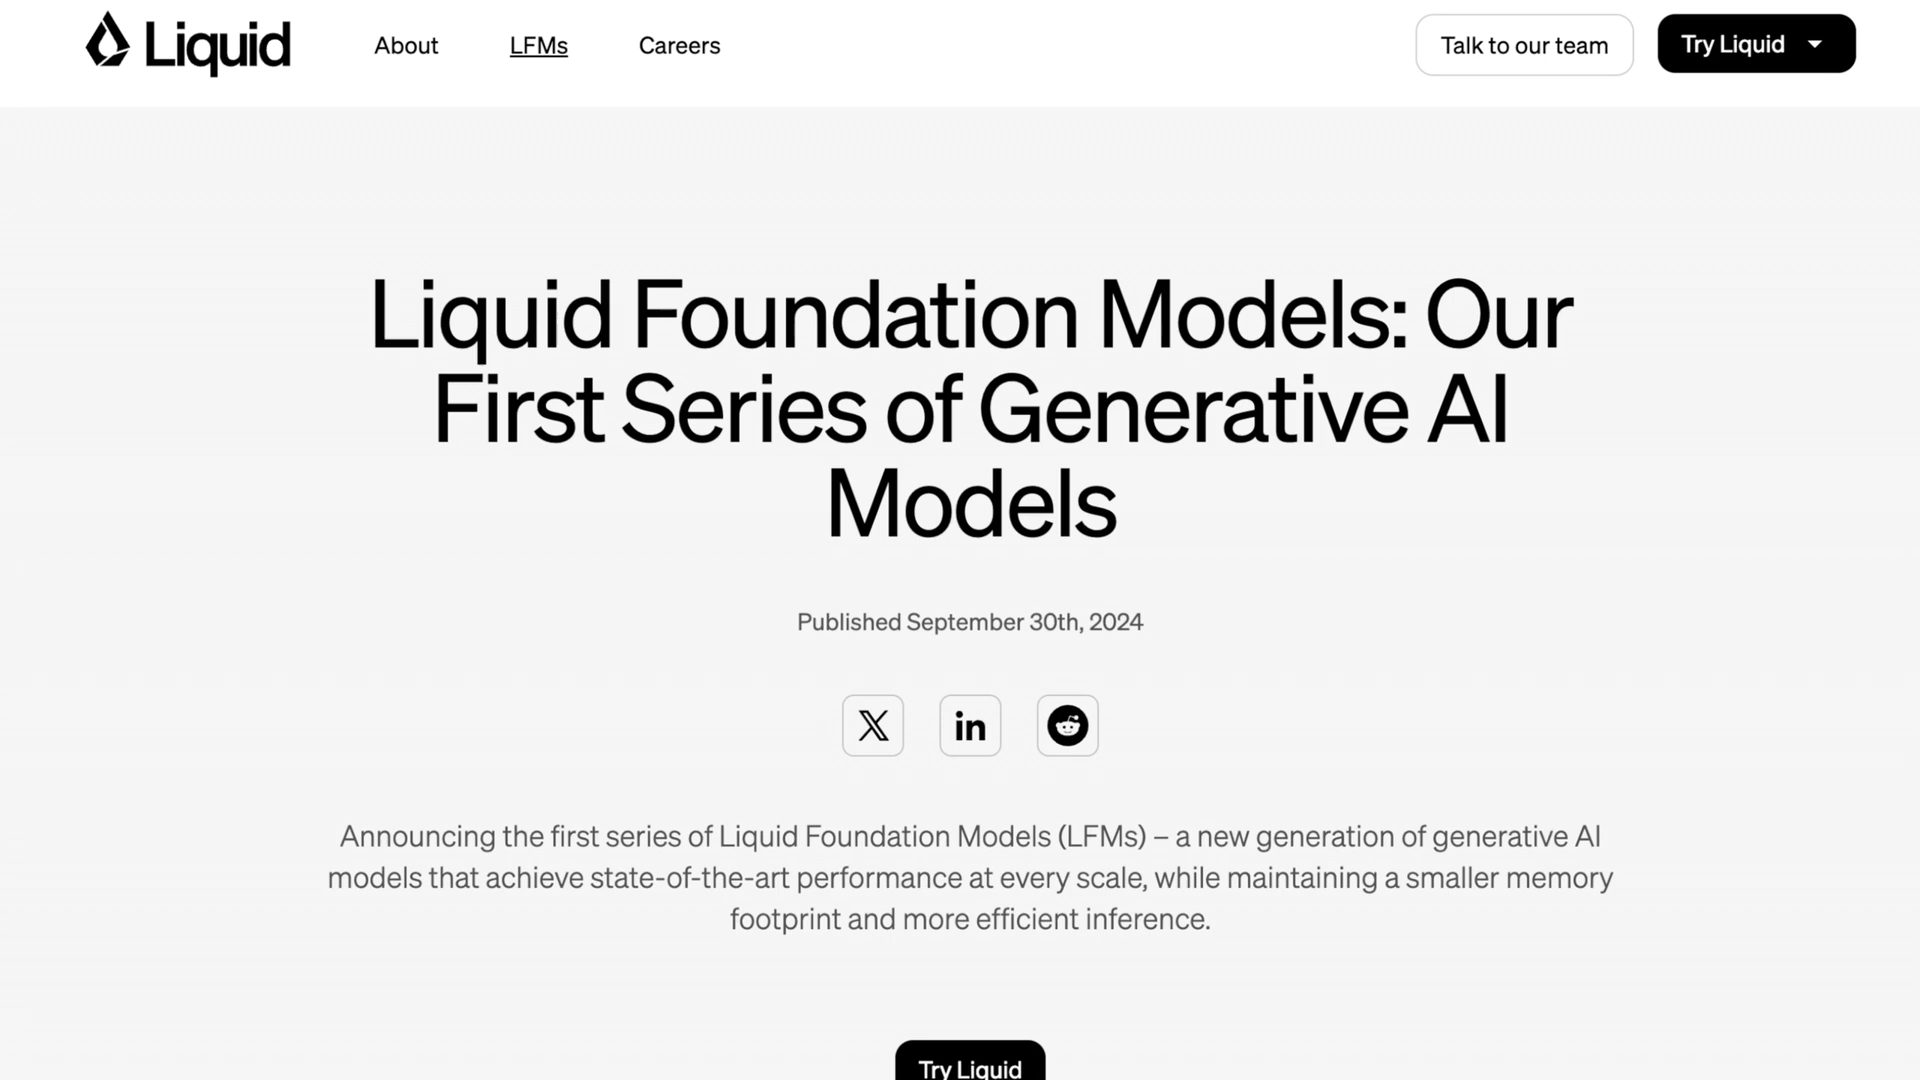 Liquid
About
LFMs
Careers
Talk to our team
Try Liquid
Liquid Foundation Models: Our
First Series of Generative AI
Models
Published September 30th, 2024
X
in
Announcing the first series of Liquid Foundation Models (LFMs) – a new generation of generative AI
models that achieve state-of-the-art performance at every scale, while maintaining a smaller memory
footprint and more efficient inference.
Try Liquid